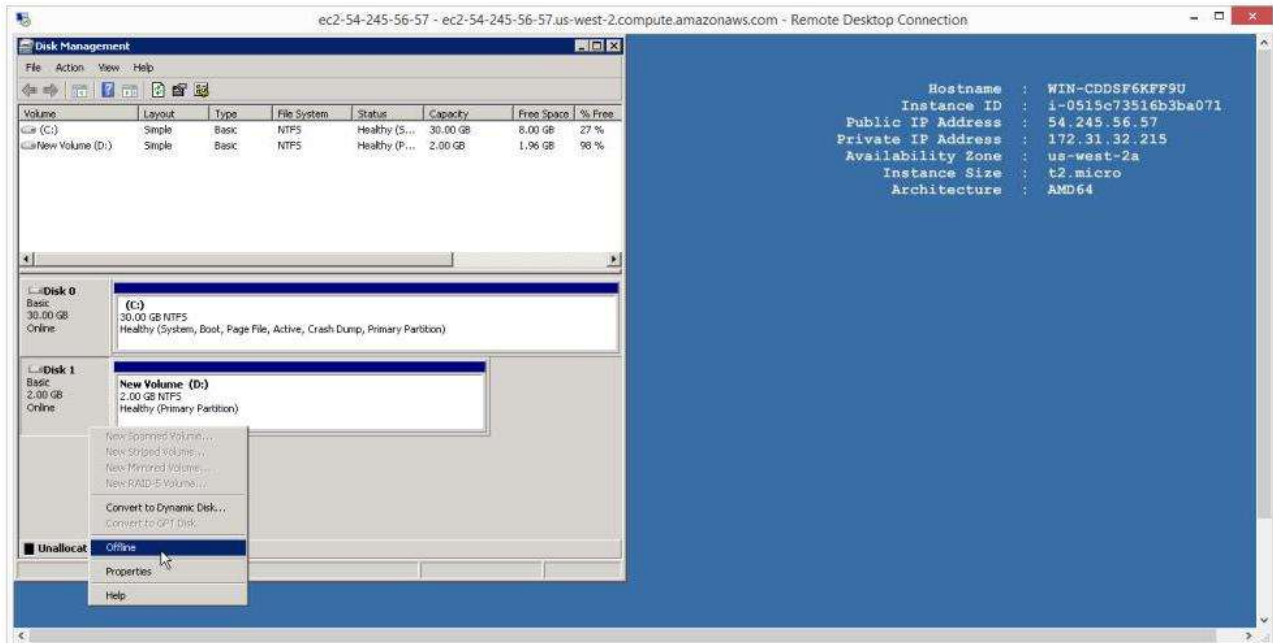 ec2-54-245-56-57 - ec2-54-245-56-57.us-west-2.compute.amazonaws.com - Remote Desktop Connection
Disk Management
File Action View Help
Volume Layout Type File System Status Capacity Free Space % Free
(C:) Simple Basic NTFS Healthy (S... 30.00 GB 8.00 GB 27 %
New Volume (D:) Simple Basic NTFS Healthy (P... 2.00 GB 1.96 GB 98 %
Disk 0
Basic
30.00 GB
Online
(C:)
30.00 GB NTFS
Healthy (System, Boot, Page File, Active, Crash Dump, Primary Partition)
Disk 1
Basic
2.00 GB
Online
New Volume (D:)
2.00 GB NTFS
Healthy (Primary Partition)
New Spanned Volume...
New Striped Volume...
New Mirrored Volume...
New RAID-5 Volume...
Convert to Dynamic Disk...
Convert to GPT Disk
Offline
Properties
Help
Unallocat
Hostname : WIN-CDDSF6KFF9U
Instance ID : i-0515c73516b3ba071
Public IP Address : 54.245.56.57
Private IP Address : 172.31.32.215
Availability Zone : us-west-2a
Instance Size : t2.micro
Architecture : AMD64